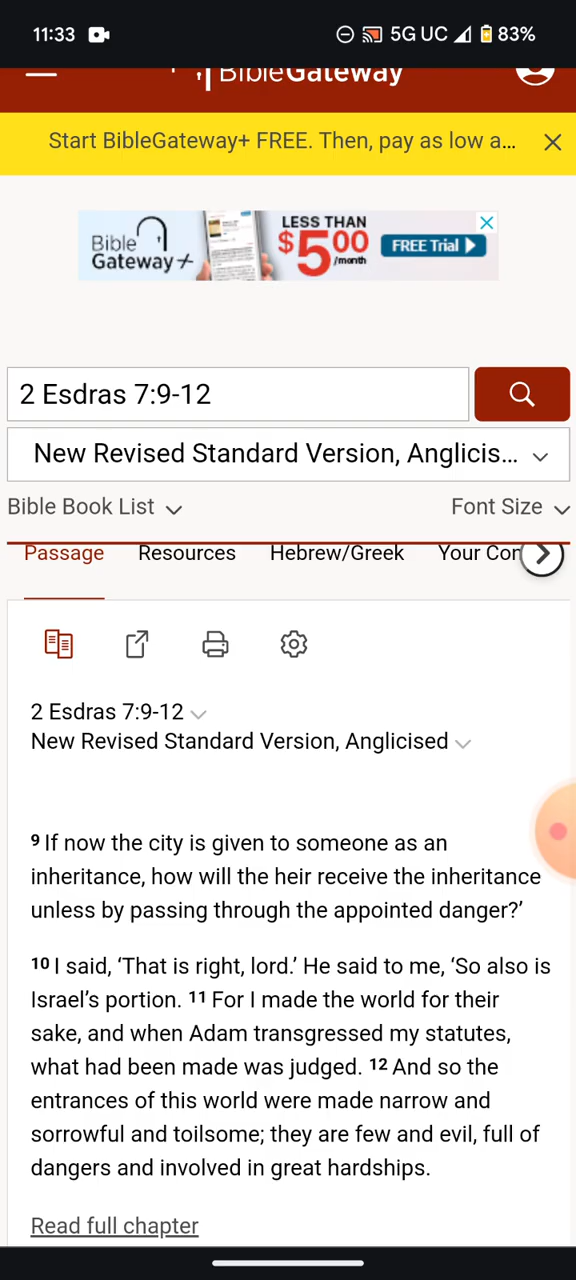 11:33 5G UC 83%
BibleGateway
Start BibleGateway+ FREE. Then, pay as low a...
Bible Gateway+ LESS THAN $5.00 /month FREE Trial
2 Esdras 7:9-12
New Revised Standard Version, Anglicis...
Bible Book List Font Size
Passage Resources Hebrew/Greek Your Con
2 Esdras 7:9-12
New Revised Standard Version, Anglicised
9 If now the city is given to someone as an
inheritance, how will the heir receive the inheritance
unless by passing through the appointed danger?’
10 I said, ‘That is right, lord.’ He said to me, ‘So also is
Israel’s portion. 11 For I made the world for their
sake, and when Adam transgressed my statutes,
what had been made was judged. 12 And so the
entrances of this world were made narrow and
sorrowful and toilsome; they are few and evil, full of
dangers and involved in great hardships.
Read full chapter